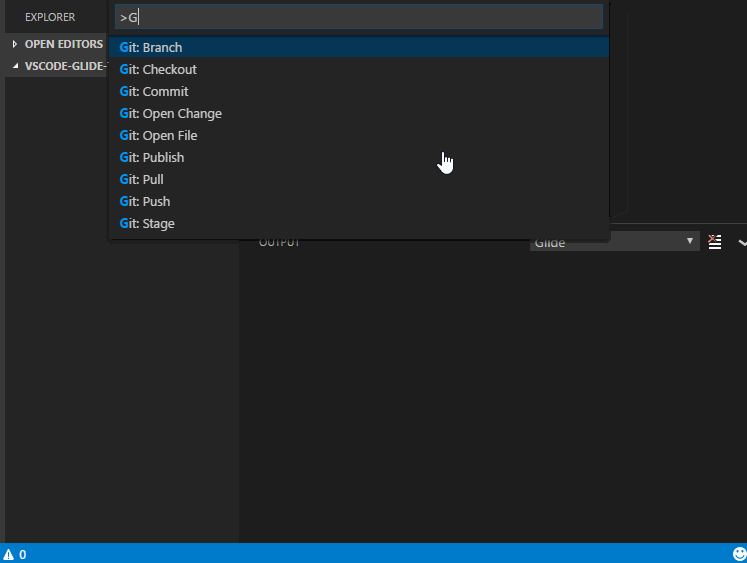 EXPLORER
>G
OPEN EDITORS
Git: Branch
VSCODE-GLIDE-
Git: Checkout
Git: Commit
Git: Open Change
Git: Open File
Git: Publish
Git: Pull
Git: Push
Git: Stage
OUTPUT
Glide
0